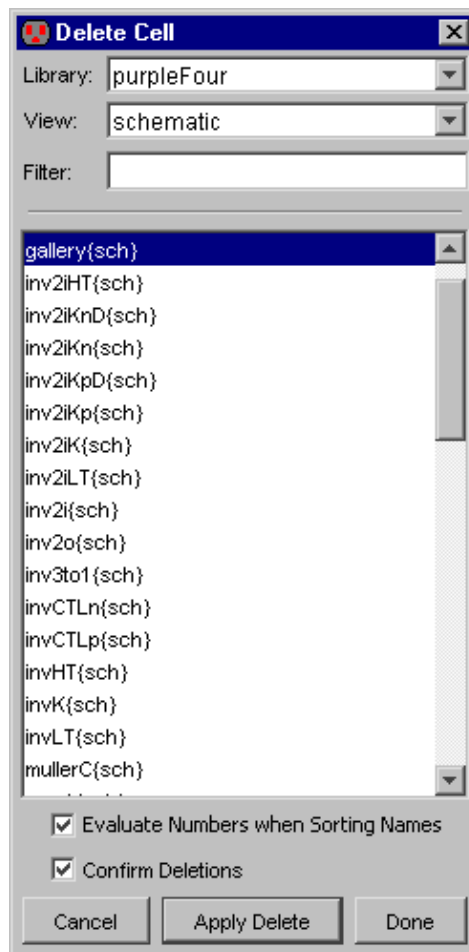 Delete Cell
Library: purpleFour
View: schematic
Filter:
gallery{sch}
inv2iHT{sch}
inv2iKnD{sch}
inv2iKn{sch}
inv2iKpD{sch}
inv2iKp{sch}
inv2iK{sch}
inv2iLT{sch}
inv2i{sch}
inv2o{sch}
inv3to1{sch}
invCTLn{sch}
invCTLp{sch}
invHT{sch}
invK{sch}
invLT{sch}
mullerC{sch}
Evaluate Numbers when Sorting Names
Confirm Deletions
Cancel Apply Delete Done